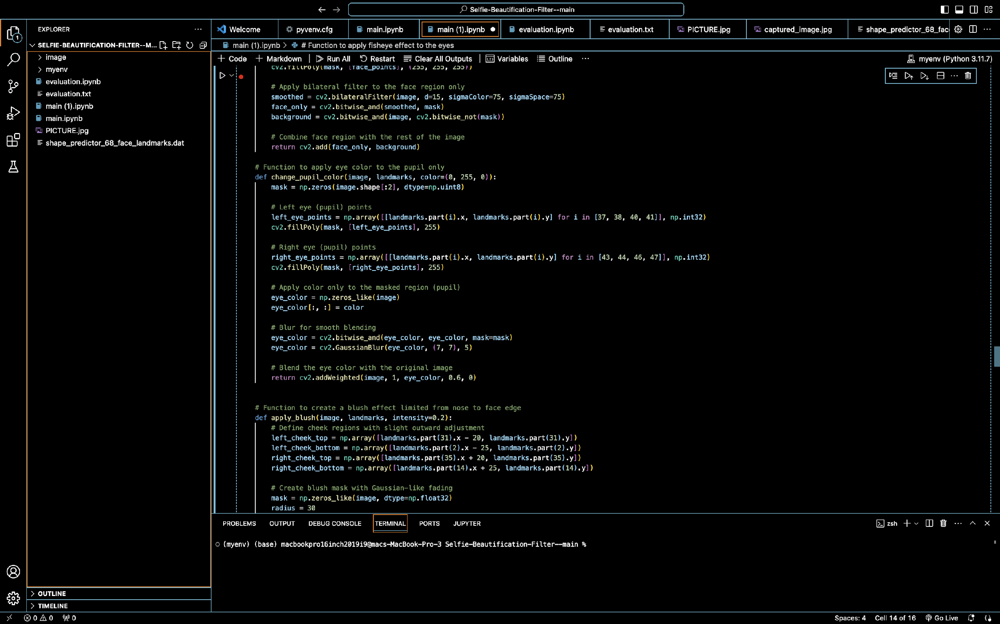 Selfie-Beautification-Filter--main
EXPLORER
SELFIE-BEAUTIFICATION-FILTER--M...
image
myenv
evaluation.ipynb
evaluation.txt
main (1).ipynb
main.ipynb
PICTURE.jpg
shape_predictor_68_face_landmarks.dat
OUTLINE
TIMELINE
1
Welcome
pyvenv.cfg
main.ipynb
main (1).ipynb
evaluation.ipynb
evaluation.txt
PICTURE.jpg
captured_image.jpg
shape_predictor_68_fac
main (1).ipynb > # Function to apply fisheye effect to the eyes
Code
Markdown
Run All
Restart
Clear All Outputs
Variables
Outline
myenv (Python 3.11.7)
cv2.fillPoly(mask, [face_points], (255, 255, 255))
# Apply bilateral filter to the face region only
smoothed = cv2.bilateralFilter(image, d=15, sigmaColor=75, sigmaSpace=75)
face_only = cv2.bitwise_and(smoothed, mask)
background = cv2.bitwise_and(image, cv2.bitwise_not(mask))
# Combine face region with the rest of the image
return cv2.add(face_only, background)
# Function to apply eye color to the pupil only
def change_pupil_color(image, landmarks, color=(0, 255, 0)):
mask = np.zeros(image.shape[:2], dtype=np.uint8)
# Left eye (pupil) points
left_eye_points = np.array([[landmarks.part(i).x, landmarks.part(i).y] for i in [37, 38, 40, 41]], np.int32)
cv2.fillPoly(mask, [left_eye_points], 255)
# Right eye (pupil) points
right_eye_points = np.array([[landmarks.part(i).x, landmarks.part(i).y] for i in [43, 44, 46, 47]], np.int32)
cv2.fillPoly(mask, [right_eye_points], 255)
# Apply color only to the masked region (pupil)
eye_color = np.zeros_like(image)
eye_color[:, :] = color
# Blur for smooth blending
eye_color = cv2.bitwise_and(eye_color, eye_color, mask=mask)
eye_color = cv2.GaussianBlur(eye_color, (7, 7), 5)
# Blend the eye color with the original image
return cv2.addWeighted(image, 1, eye_color, 0.6, 0)
# Function to create a blush effect limited from nose to face edge
def apply_blush(image, landmarks, intensity=0.2):
# Define cheek regions with slight outward adjustment
left_cheek_top = np.array([landmarks.part(31).x - 20, landmarks.part(31).y])
left_cheek_bottom = np.array([landmarks.part(2).x - 25, landmarks.part(2).y])
right_cheek_top = np.array([landmarks.part(35).x + 20, landmarks.part(35).y])
right_cheek_bottom = np.array([landmarks.part(14).x + 25, landmarks.part(14).y])
# Create blush mask with Gaussian-like fading
mask = np.zeros_like(image, dtype=np.float32)
radius = 30
PROBLEMS
OUTPUT
DEBUG CONSOLE
TERMINAL
PORTS
JUPYTER
zsh
(myenv) (base) macbookpro16inch2019i9@macs-MacBook-Pro-3 Selfie-Beautification-Filter--main %
0
0
0
Spaces: 4
Cell 14 of 16
Go Live